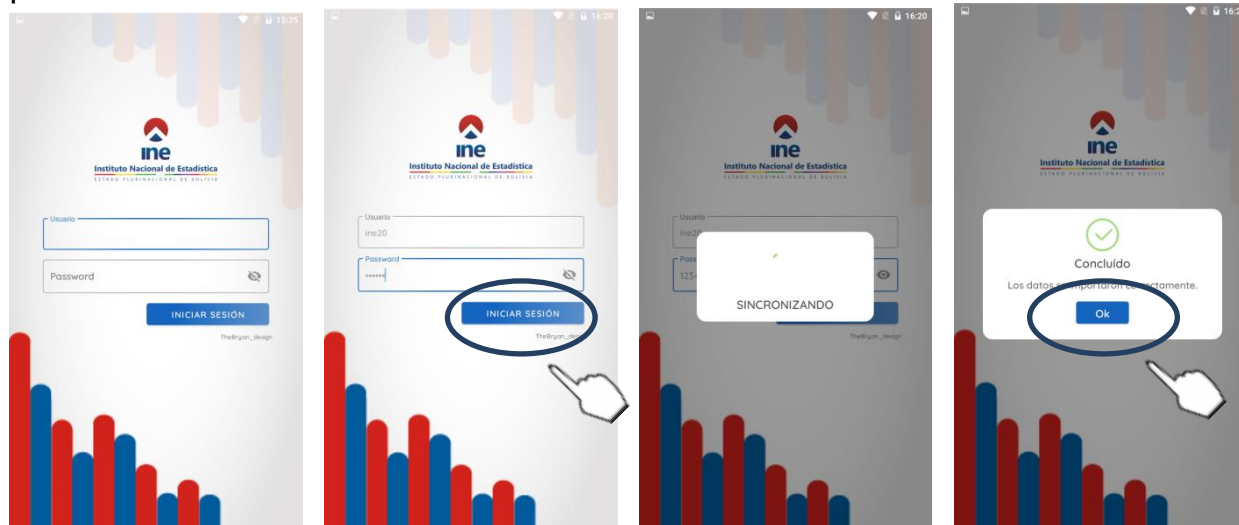 15:25
ine
Instituto Nacional de Estadística
ESTADO PLURINACIONAL DE BOLIVIA
Usuario
Password
INICIAR SESIÓN
TheBryan_design
16:20
ine
Instituto Nacional de Estadística
ESTADO PLURINACIONAL DE BOLIVIA
Usuario
ine20
Password
••••••
INICIAR SESIÓN
TheBryan_design
16:20
ine
Instituto Nacional de Estadística
ESTADO PLURINACIONAL DE BOLIVIA
Usuario
SINCRONIZANDO
TheBryan_design
ine
Instituto Nacional de Estadística
ESTADO PLURINACIONAL DE BOLIVIA
Concluído
Los datos se importaron correctamente.
Ok